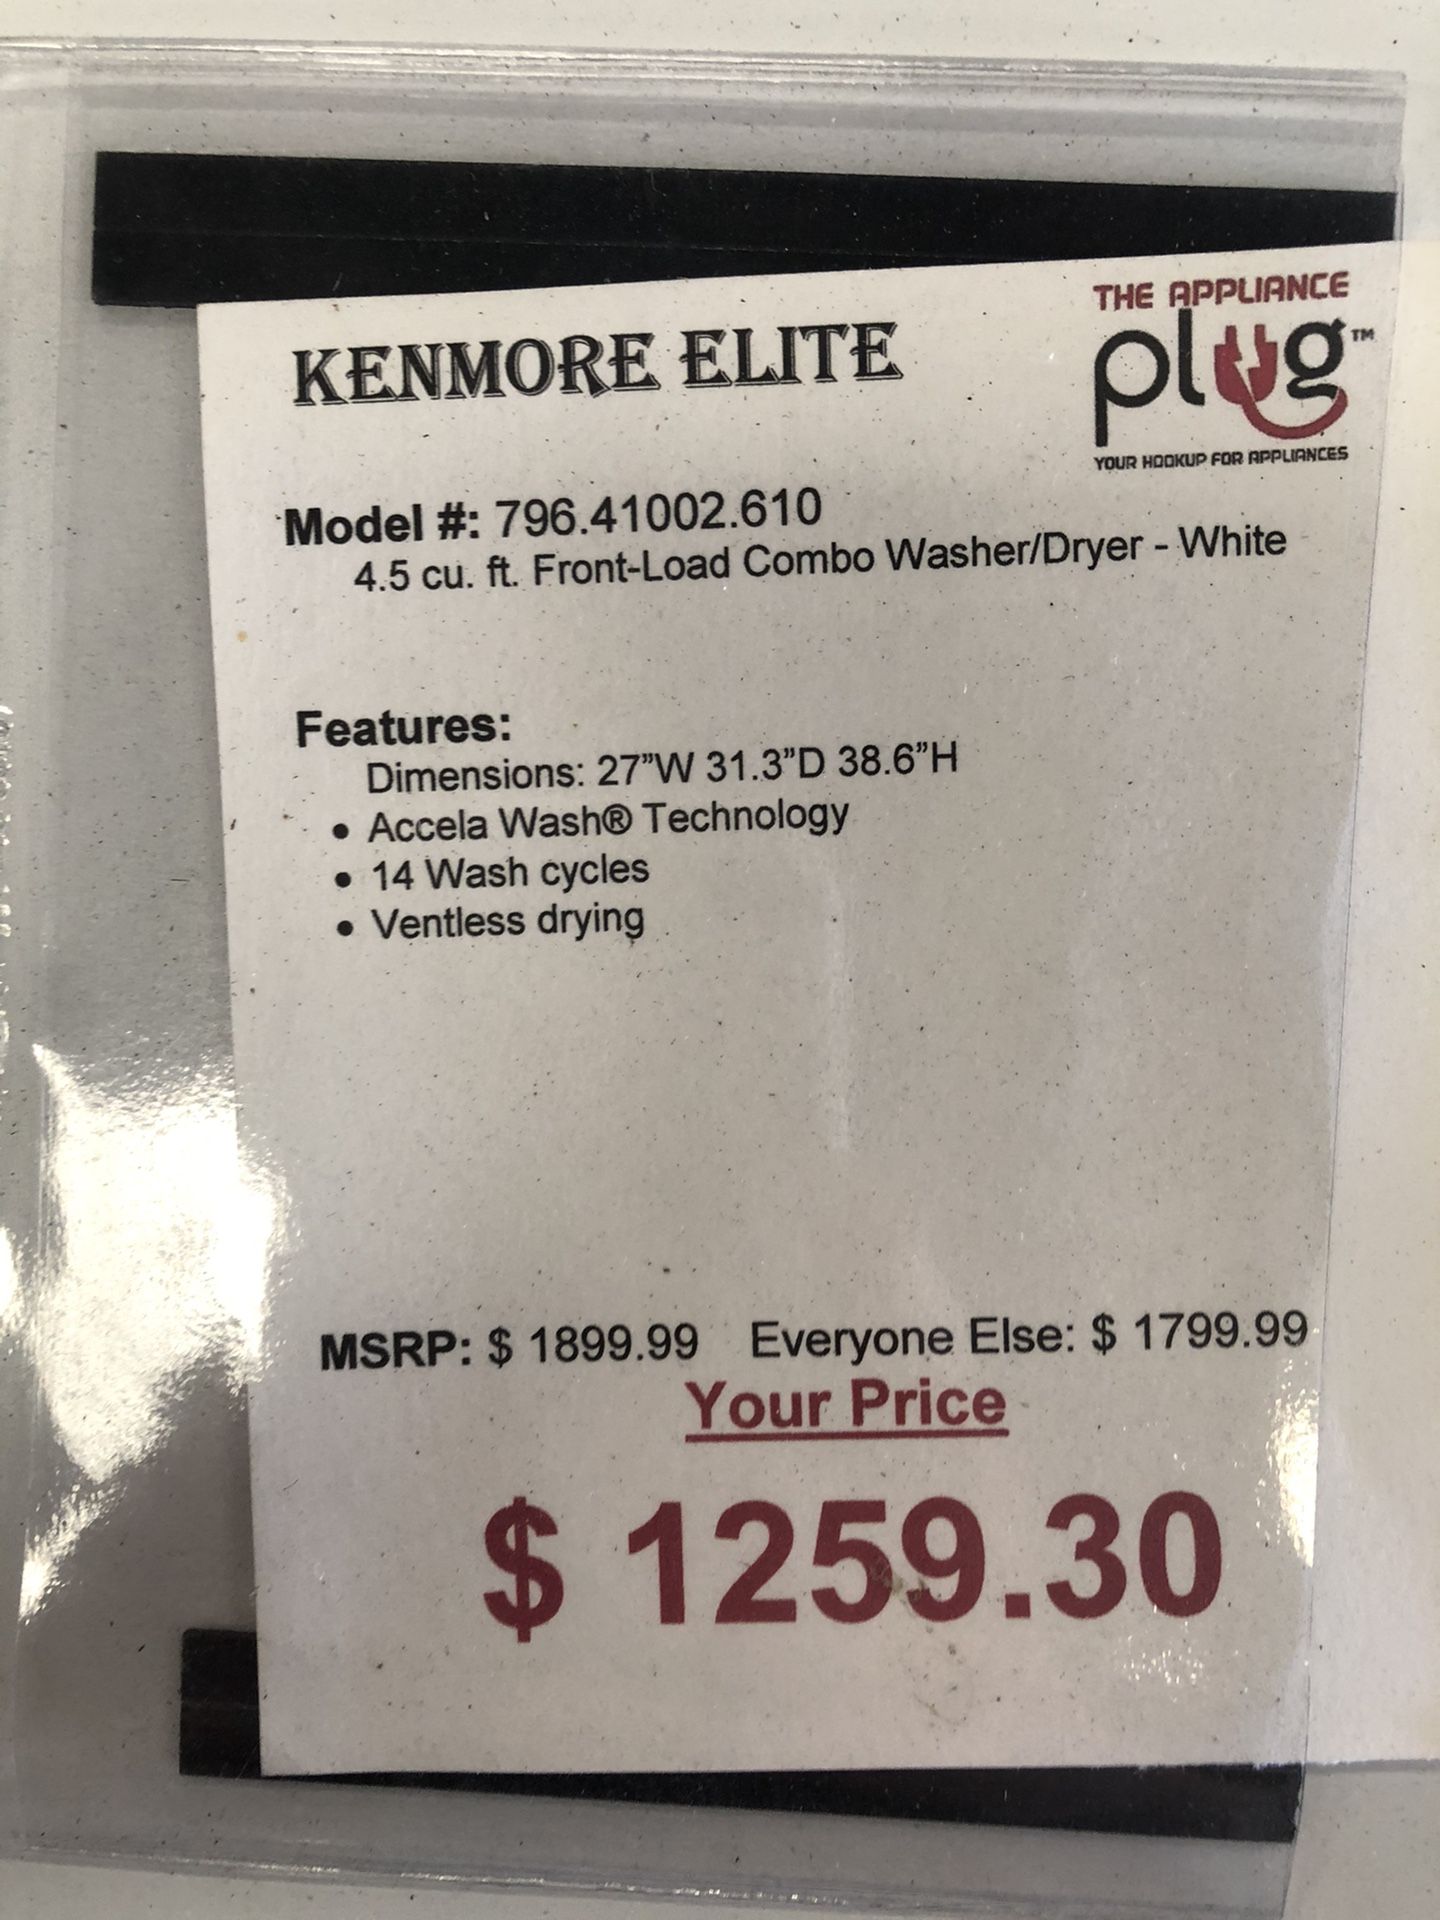 THE APPLIANCE
plug™
YOUR HOOKUP FOR APPLIANCES
KENMORE ELITE
Model #: 796.41002.610
4.5 cu. ft. Front-Load Combo Washer/Dryer - White
Features:
Dimensions: 27”W 31.3”D 38.6”H
• Accela Wash® Technology
• 14 Wash cycles
• Ventless drying
MSRP: $ 1899.99 Everyone Else: $ 1799.99
Your Price
$ 1259.30